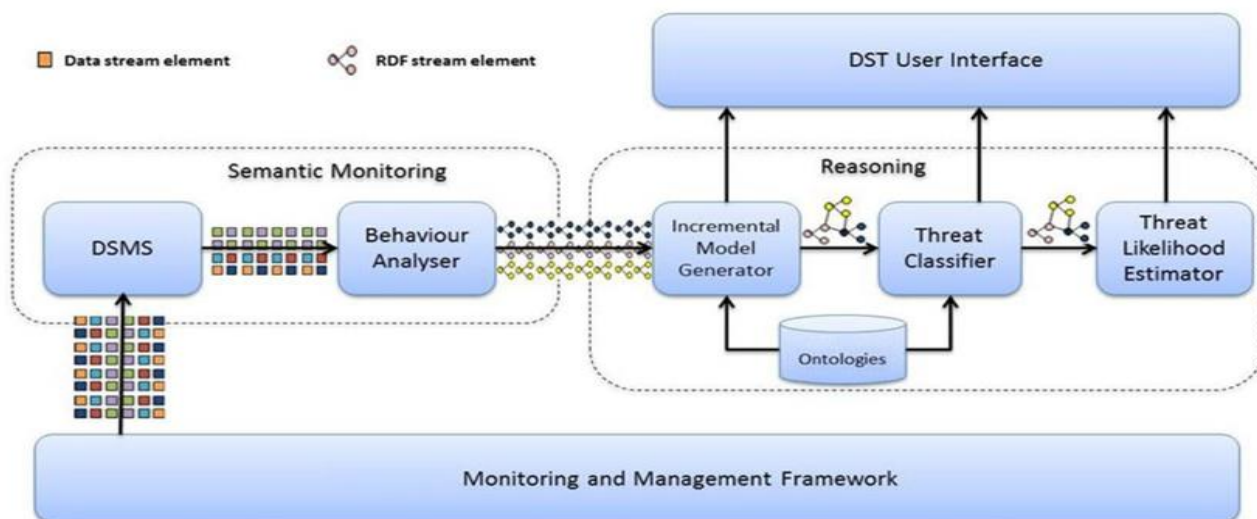 Data stream element
RDF stream element
DST User Interface
Semantic Monitoring
Reasoning
DSMS
Behaviour
Analyser
Incremental
Model
Generator
Threat
Classifier
Threat
Likelihood
Estimator
Ontologies
Monitoring and Management Framework